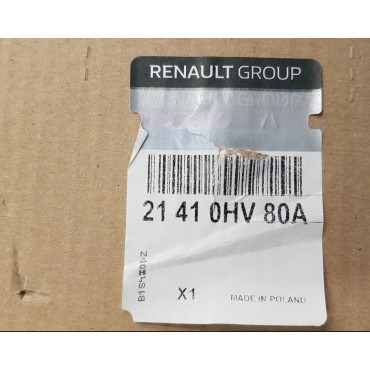 RENAULT GROUP
21 41 0HV 80A
X1
MADE IN POLAND